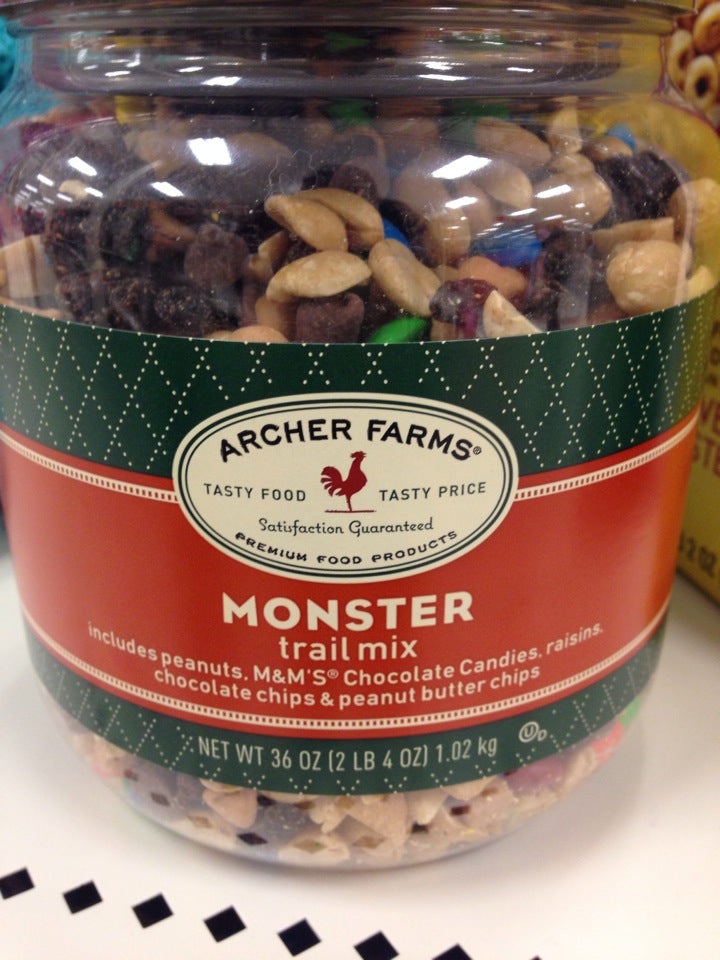 ARCHER FARMS®
TASTY FOOD TASTY PRICE
Satisfaction Guaranteed
PREMIUM FOOD PRODUCTS
MONSTER
trail mix
includes peanuts, M&M'S® Chocolate Candies, raisins,
chocolate chips & peanut butter chips
NET WT 36 OZ (2 LB 4 OZ) 1.02 kg U D